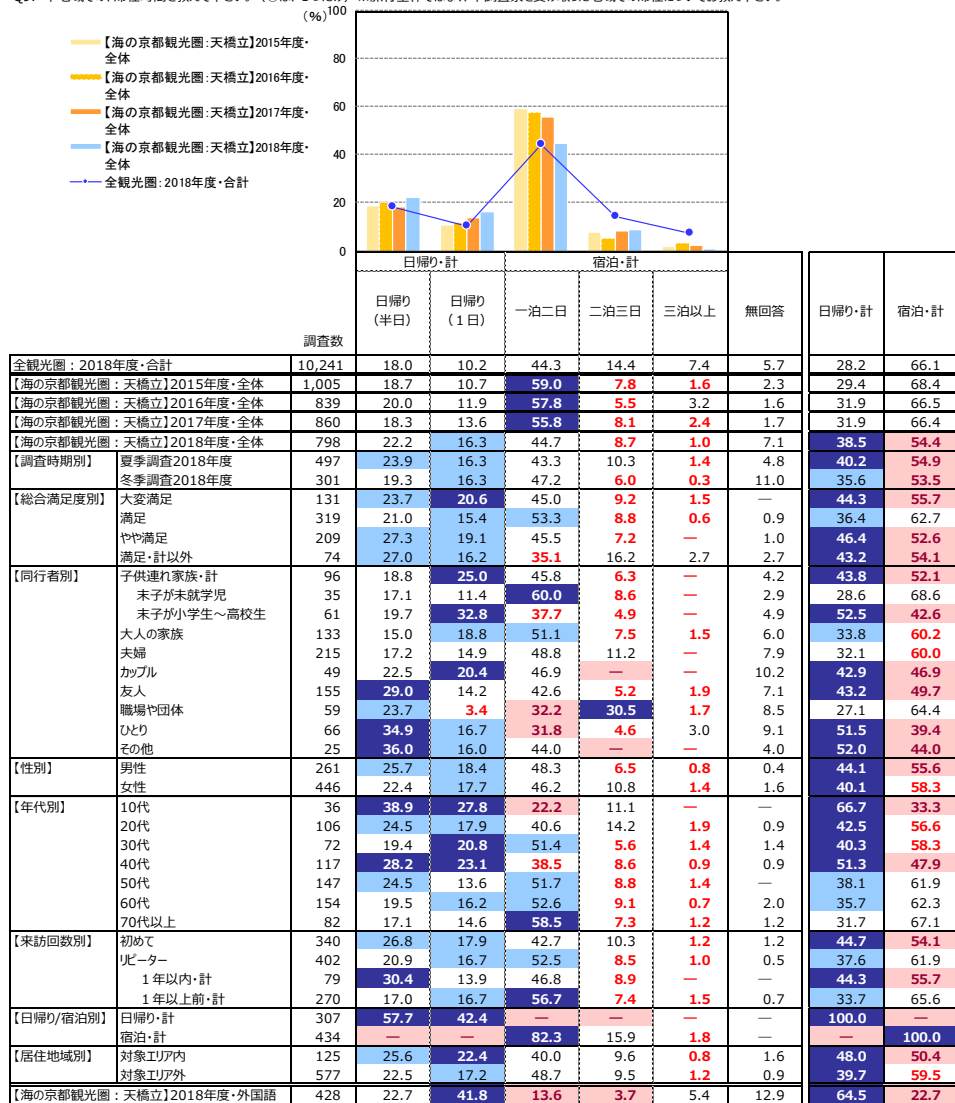 (%)
100
80
60
40
20
0
【海の京都観光圏:天橋立】2015年度・
全体
【海の京都観光圏:天橋立】2016年度・
全体
【海の京都観光圏:天橋立】2017年度・
全体
【海の京都観光圏:天橋立】2018年度・
全体
全観光圏:2018年度・合計
日帰り・計 宿泊・計
調査数 日帰り(半日) 日帰り(1日) 一泊二日 二泊三日 三泊以上 無回答 日帰り・計 宿泊・計
全観光圏:2018年度・合計 10,241 18.0 10.2 44.3 14.4 7.4 5.7 28.2 66.1
【海の京都観光圏:天橋立】2015年度・全体 1,005 18.7 10.7 59.0 7.8 1.6 2.3 29.4 68.4
【海の京都観光圏:天橋立】2016年度・全体 839 20.0 11.9 57.8 5.5 3.2 1.6 31.9 66.5
【海の京都観光圏:天橋立】2017年度・全体 860 18.3 13.6 55.8 8.1 2.4 1.7 31.9 66.4
【海の京都観光圏:天橋立】2018年度・全体 798 22.2 16.3 44.7 8.7 1.0 7.1 38.5 54.4
【調査時期別】 夏季調査2018年度 497 23.9 16.3 43.3 10.3 1.4 4.8 40.2 54.9
冬季調査2018年度 301 19.3 16.3 47.2 6.0 0.3 11.0 35.6 53.5
【総合満足度別】 大変満足 131 23.7 20.6 45.0 9.2 1.5 — 44.3 55.7
満足 319 21.0 15.4 53.3 8.8 0.6 0.9 36.4 62.7
やや満足 209 27.3 19.1 45.5 7.2 — 1.0 46.4 52.6
満足・計以外 74 27.0 16.2 35.1 16.2 2.7 2.7 43.2 54.1
【同行者別】 子供連れ家族・計 96 18.8 25.0 45.8 6.3 — 4.2 43.8 52.1
末子が未就学児 35 17.1 11.4 60.0 8.6 — 2.9 28.6 68.6
末子が小学生～高校生 61 19.7 32.8 37.7 4.9 — 4.9 52.5 42.6
大人の家族 133 15.0 18.8 51.1 7.5 1.5 6.0 33.8 60.2
夫婦 215 17.2 14.9 48.8 11.2 — 7.9 32.1 60.0
カップル 49 22.5 20.4 46.9 — — 10.2 42.9 46.9
友人 155 29.0 14.2 42.6 5.2 1.9 7.1 43.2 49.7
職場や団体 59 23.7 3.4 32.2 30.5 1.7 8.5 27.1 64.4
ひとり 66 34.9 16.7 31.8 4.6 3.0 9.1 51.5 39.4
その他 25 36.0 16.0 44.0 — — 4.0 52.0 44.0
【性別】 男性 261 25.7 18.4 48.3 6.5 0.8 0.4 44.1 55.6
女性 446 22.4 17.7 46.2 10.8 1.4 1.6 40.1 58.3
【年代別】 10代 36 38.9 27.8 22.2 11.1 — — 66.7 33.3
20代 106 24.5 17.9 40.6 14.2 1.9 0.9 42.5 56.6
30代 72 19.4 20.8 51.4 5.6 1.4 1.4 40.3 58.3
40代 117 28.2 23.1 38.5 8.6 0.9 0.9 51.3 47.9
50代 147 24.5 13.6 51.7 8.8 1.4 — 38.1 61.9
60代 154 19.5 16.2 52.6 9.1 0.7 2.0 35.7 62.3
70代以上 82 17.1 14.6 58.5 7.3 1.2 1.2 31.7 67.1
【来訪回数別】 初めて 340 26.8 17.9 42.7 10.3 1.2 1.2 44.7 54.1
リピーター 402 20.9 16.7 52.5 8.5 1.0 0.5 37.6 61.9
1年以内・計 79 30.4 13.9 46.8 8.9 — — 44.3 55.7
1年以上前・計 270 17.0 16.7 56.7 7.4 1.5 0.7 33.7 65.6
【日帰り/宿泊別】 日帰り・計 307 57.7 42.4 — — — — 100.0 —
宿泊・計 434 — — 82.3 15.9 1.8 — — 100.0
【居住地域別】 対象エリア内 125 25.6 22.4 40.0 9.6 0.8 1.6 48.0 50.4
対象エリア外 577 22.5 17.2 48.7 9.5 1.2 0.9 39.7 59.5
【海の京都観光圏:天橋立】2018年度・外国語 428 22.7 41.8 13.6 3.7 5.4 12.9 64.5 22.7